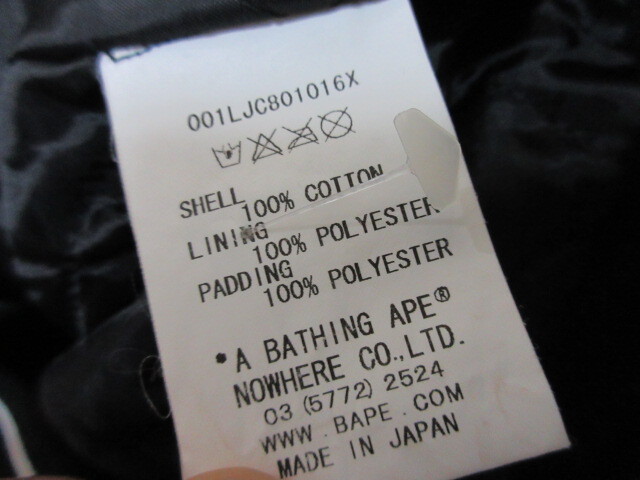 001LJC801016X
SHELL
100% COTTON
LINING
100% POLYESTER
PADDING
100% POLYESTER
•A BATHING APE®
NOWHERE CO.,LTD.
03 (5772) 2524
WWW.BAPE.COM
MADE IN JAPAN